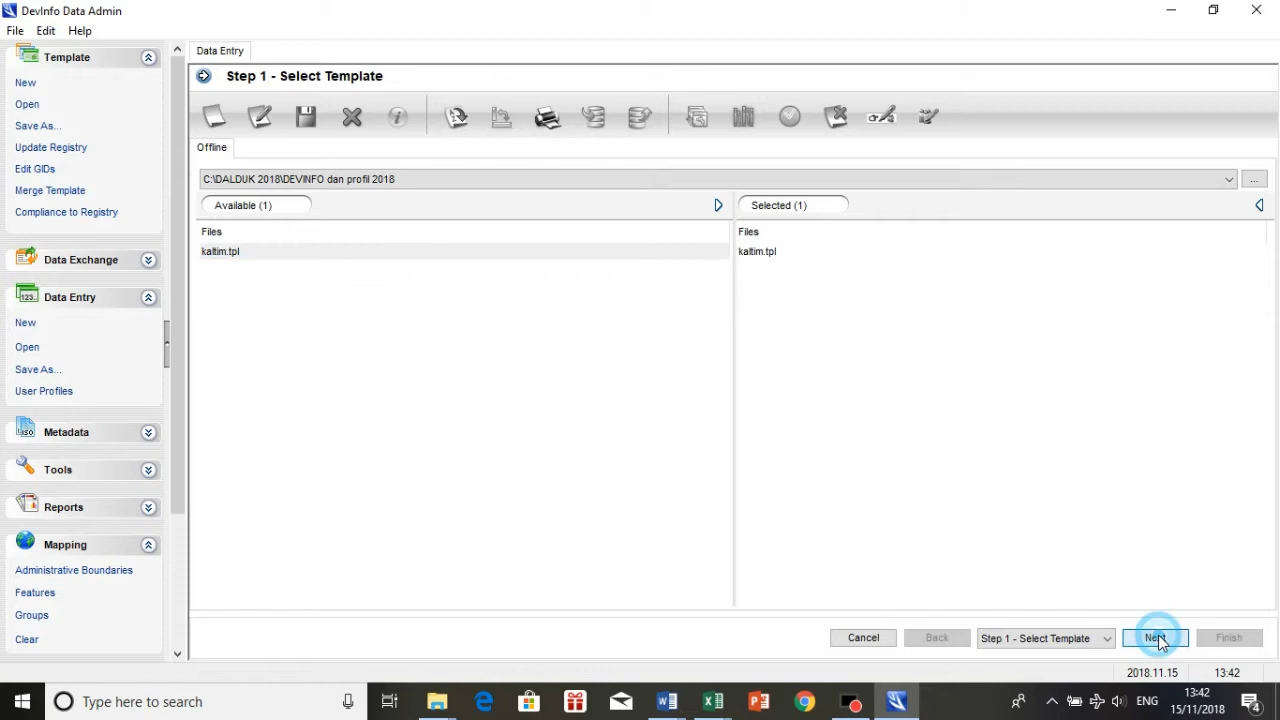 DevInfo Data Admin
File Edit Help
Template
New
Open
Save As...
Update Registry
Edit GIDs
Merge Template
Compliance to Registry
Data Exchange
Data Entry
New
Open
Save As...
User Profiles
Metadata
Tools
Reports
Mapping
Administrative Boundaries
Features
Groups
Clear
Data Entry
Step 1 - Select Template
Offline
C:\DALDUK 2018\DEVINFO dan profil 2018
...
Available (1)
Selected (1)
Files
Files
kaltim.tpl
kaltim.tpl
Cancel
Back
Step 1 - Select Template
Next
Finish
2018.11.15
13:42
Type here to search
ENG
13:42
15/11/2018
4